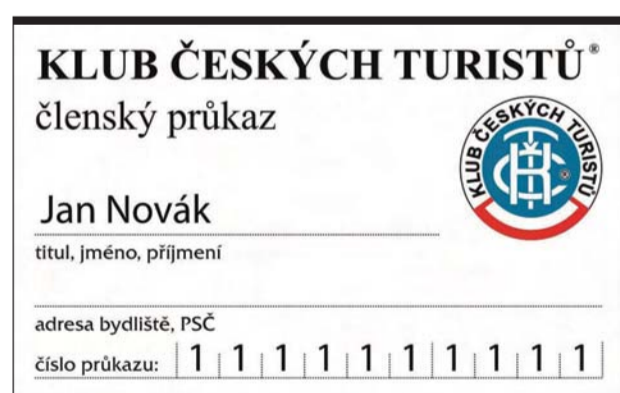 KLUB ČESKÝCH TURISTŮ®
členský průkaz
KLUB ČESKÝCH TURISTŮ
KČT
®
Jan Novák
titul, jméno, příjmení
adresa bydliště, PSČ
číslo průkazu: 1 1 1 1 1 1 1 1 1 1